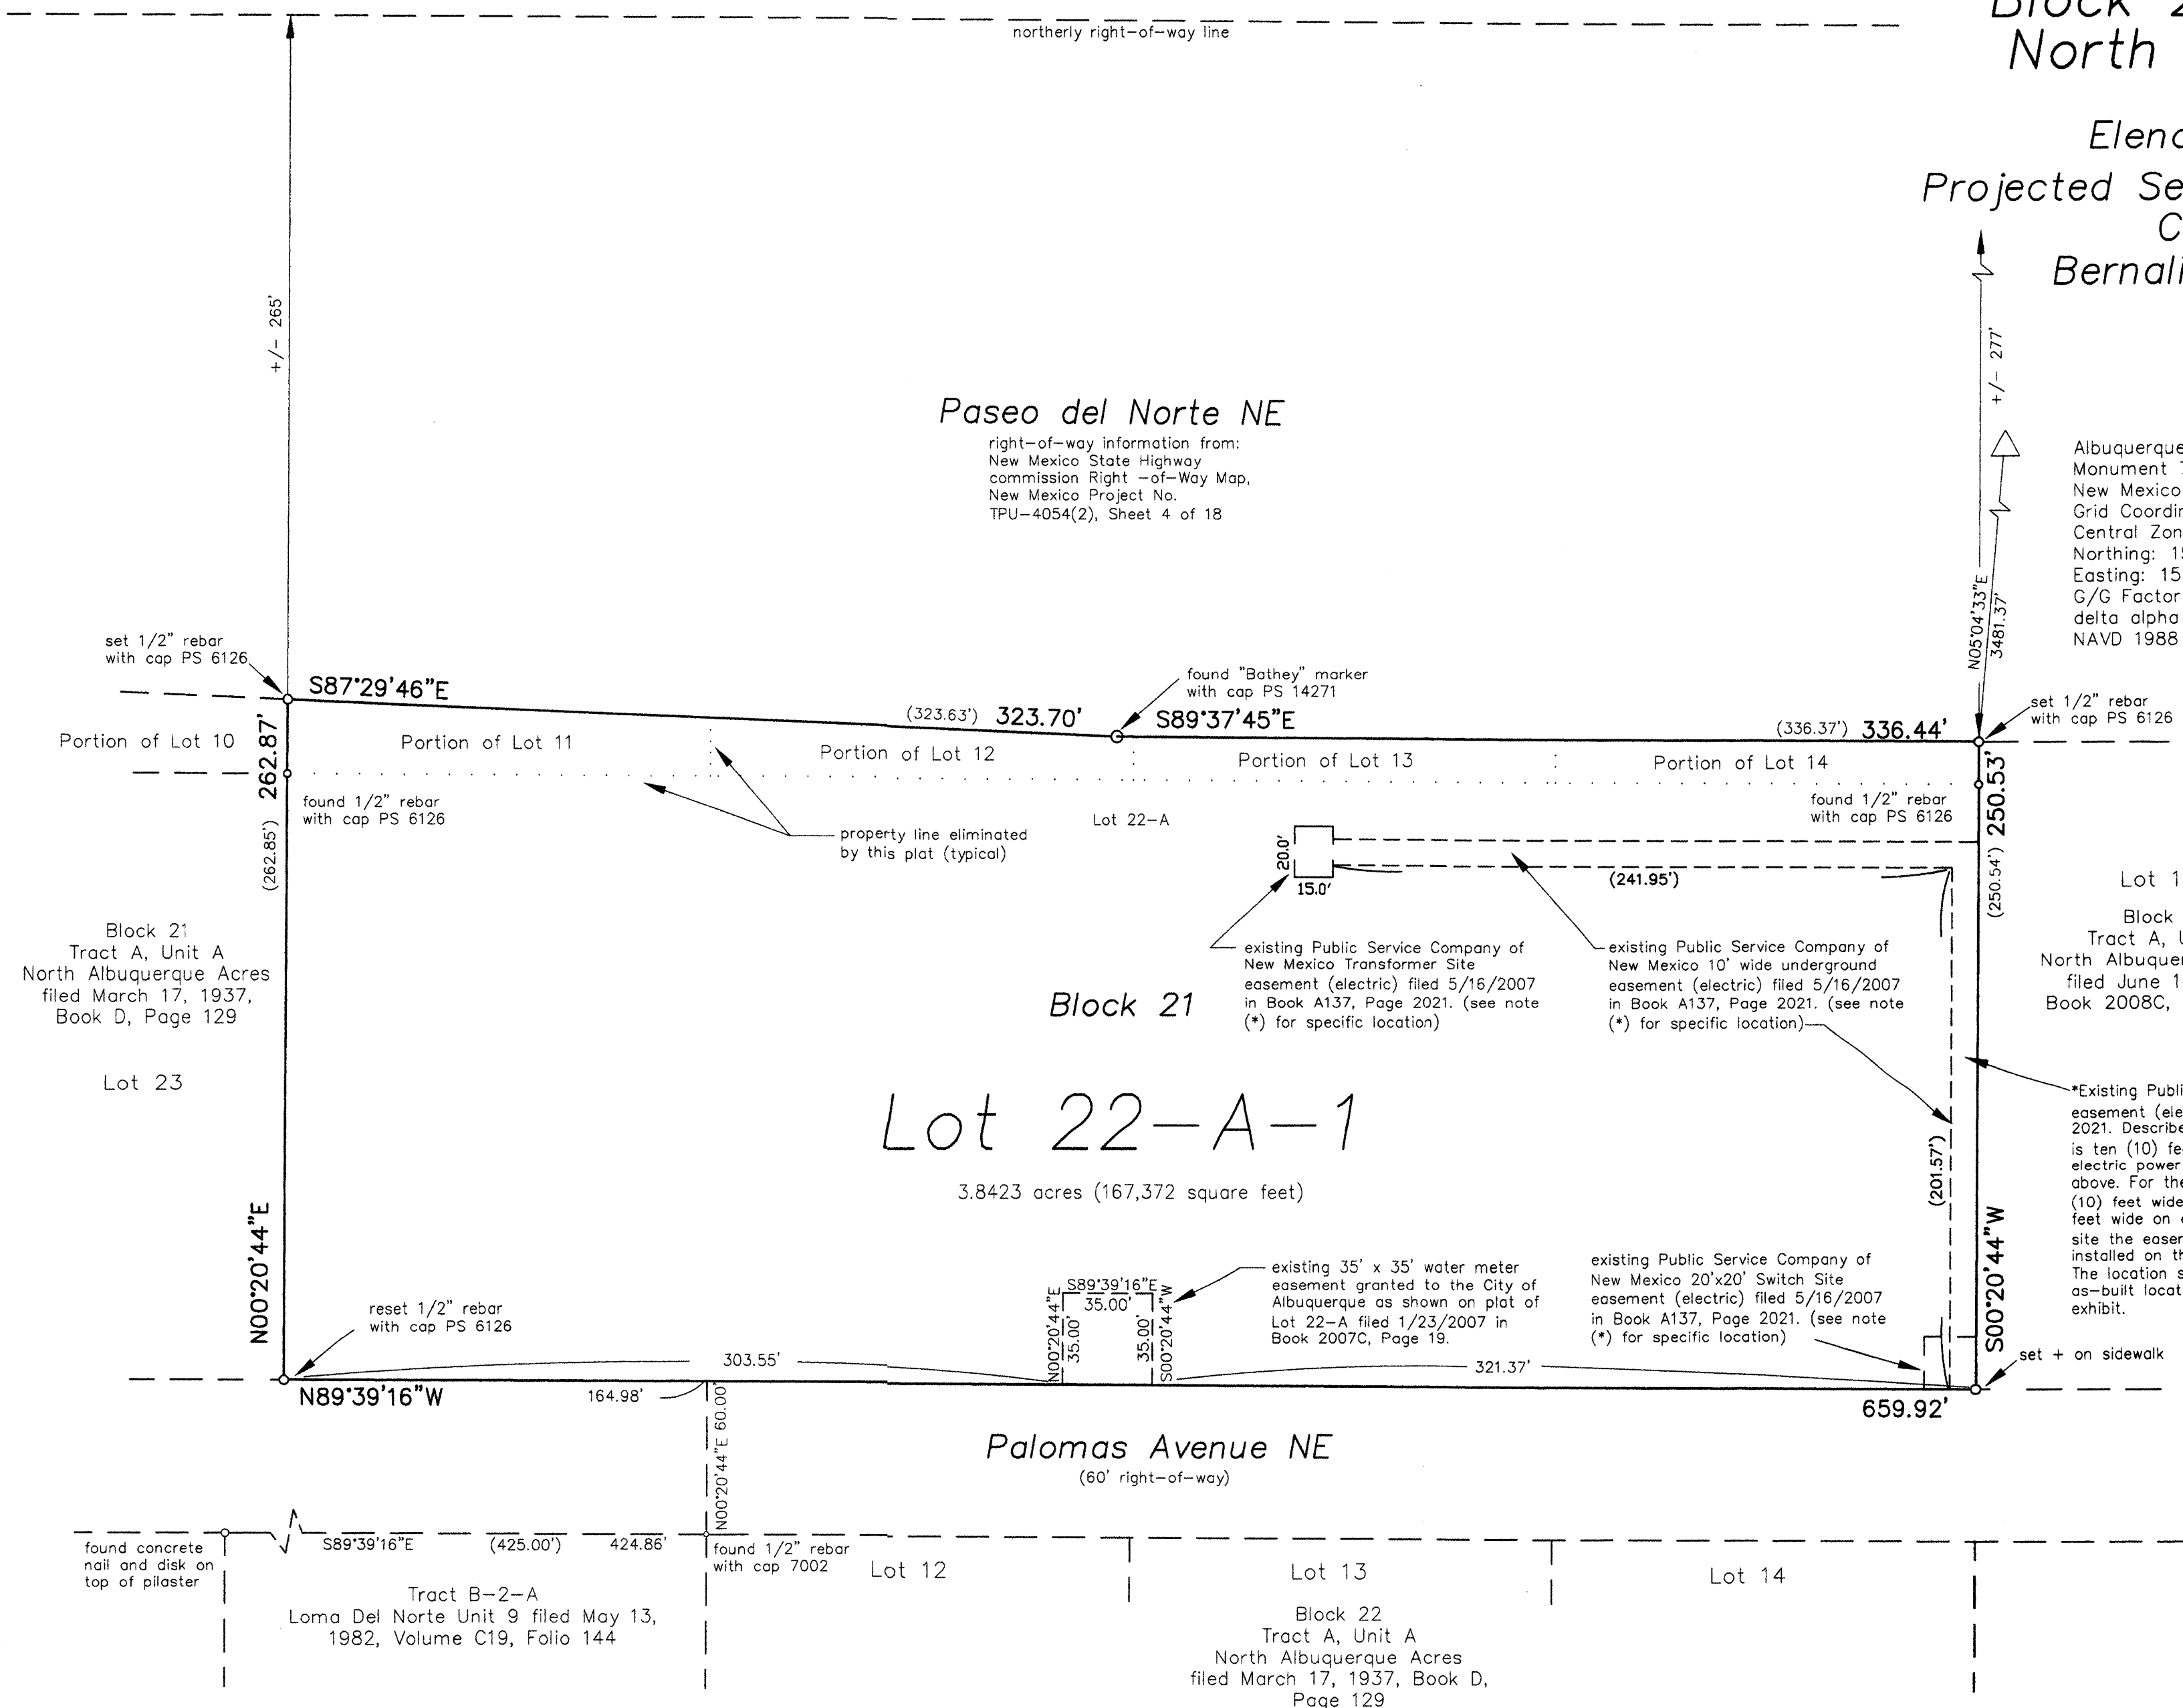 northerly right-of-way line
Block 2
North
Elena
Projected Se
C
Bernali
+/- 265'
+/- 277'
Paseo del Norte NE
right-of-way information from:
New Mexico State Highway
commission Right -of-Way Map,
New Mexico Project No.
TPU-4054(2), Sheet 4 of 18
Albuquerque
Monument
New Mexico
Grid Coordin
Central Zon
Northing: 15
Easting: 15
G/G Factor
delta alpha
NAVD 1988
N05°04'33"E
3481.37'
set 1/2" rebar
with cap PS 6126
S87°29'46"E
(323.63') 323.70'
found "Bathey" marker
with cap PS 14271
S89°37'45"E
(336.37') 336.44'
set 1/2" rebar
with cap PS 6126
Portion of Lot 10
262.87'
(262.85')
Portion of Lot 11
Portion of Lot 12
Portion of Lot 13
Portion of Lot 14
250.53'
(250.54')
found 1/2" rebar
with cap PS 6126
property line eliminated
by this plat (typical)
Lot 22-A
found 1/2" rebar
with cap PS 6126
20.0'
15.0'
(241.95')
Block 21
Tract A, Unit A
North Albuquerque Acres
filed March 17, 1937,
Book D, Page 129
Lot 23
Block 21
existing Public Service Company of
New Mexico Transformer Site
easement (electric) filed 5/16/2007
in Book A137, Page 2021. (see note
(*) for specific location)
existing Public Service Company of
New Mexico 10' wide underground
easement (electric) filed 5/16/2007
in Book A137, Page 2021. (see note
(*) for specific location)
Lot 1
Block
Tract A, U
North Albuquer
filed June 1
Book 2008C,
Lot 22-A-1
3.8423 acres (167,372 square feet)
(201.57')
*Existing Publi
easement (ele
2021. Describe
is ten (10) fe
electric power
above. For the
(10) feet wide
feet wide on
site the easer
installed on th
The location s
as-built locat
exhibit.
N00°20'44"E
S00°20'44"W
reset 1/2" rebar
with cap PS 6126
S89°39'16"E
35.00'
N00°20'44"E
35.00'
35.00'
S00°20'44"W
existing 35' x 35' water meter
easement granted to the City of
Albuquerque as shown on plat of
Lot 22-A filed 1/23/2007 in
Book 2007C, Page 19.
existing Public Service Company of
New Mexico 20'x20' Switch Site
easement (electric) filed 5/16/2007
in Book A137, Page 2021. (see note
(*) for specific location)
set + on sidewalk
303.55'
321.37'
N89°39'16"W
164.98'
659.92'
N00°20'44"E 60.00'
Palomas Avenue NE
(60' right-of-way)
found concrete
nail and disk on
top of pilaster
S89°39'16"E (425.00') 424.86'
found 1/2" rebar
with cap 7002
Lot 12
Lot 13
Lot 14
Tract B-2-A
Loma Del Norte Unit 9 filed May 13,
1982, Volume C19, Folio 144
Block 22
Tract A, Unit A
North Albuquerque Acres
filed March 17, 1937, Book D,
Page 129